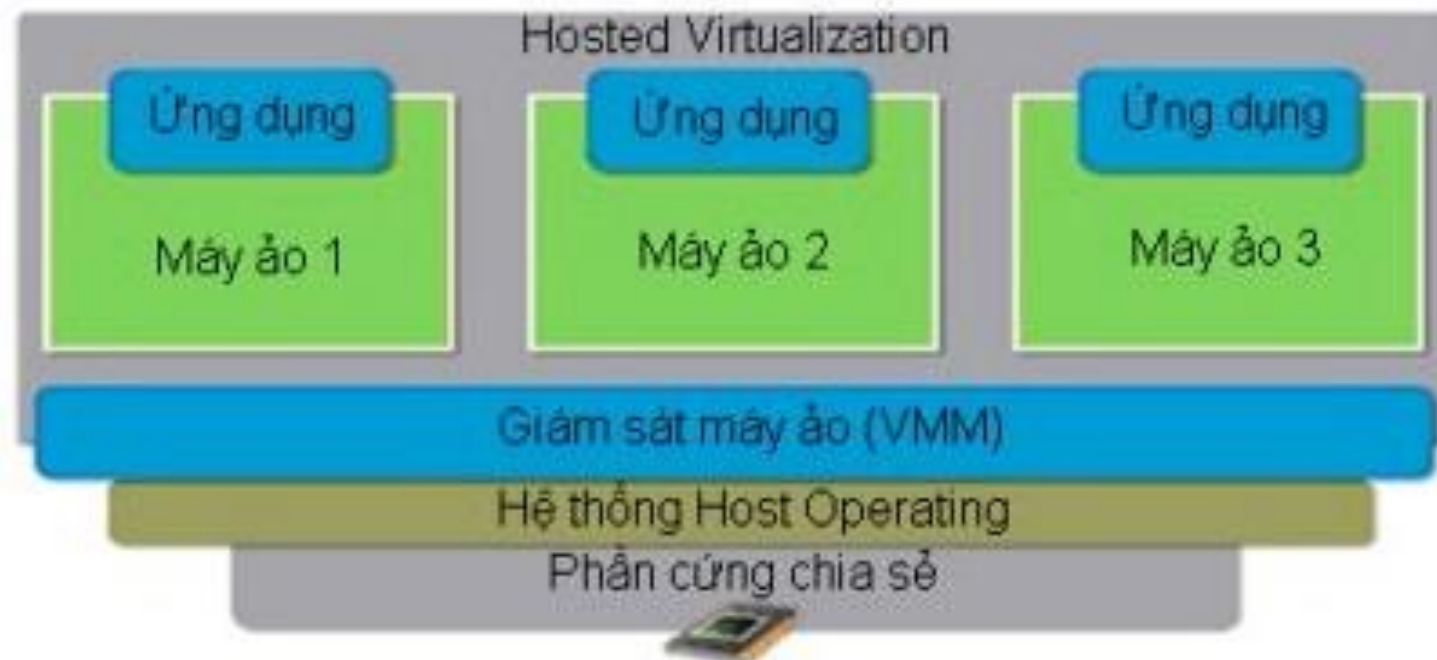 Hosted Virtualization
Ứng dụng
Ứng dụng
Ứng dụng
Máy ảo 1
Máy ảo 2
Máy ảo 3
Giám sát máy ảo (VMM)
Hệ thống Host Operating
Phần cứng chia sẻ